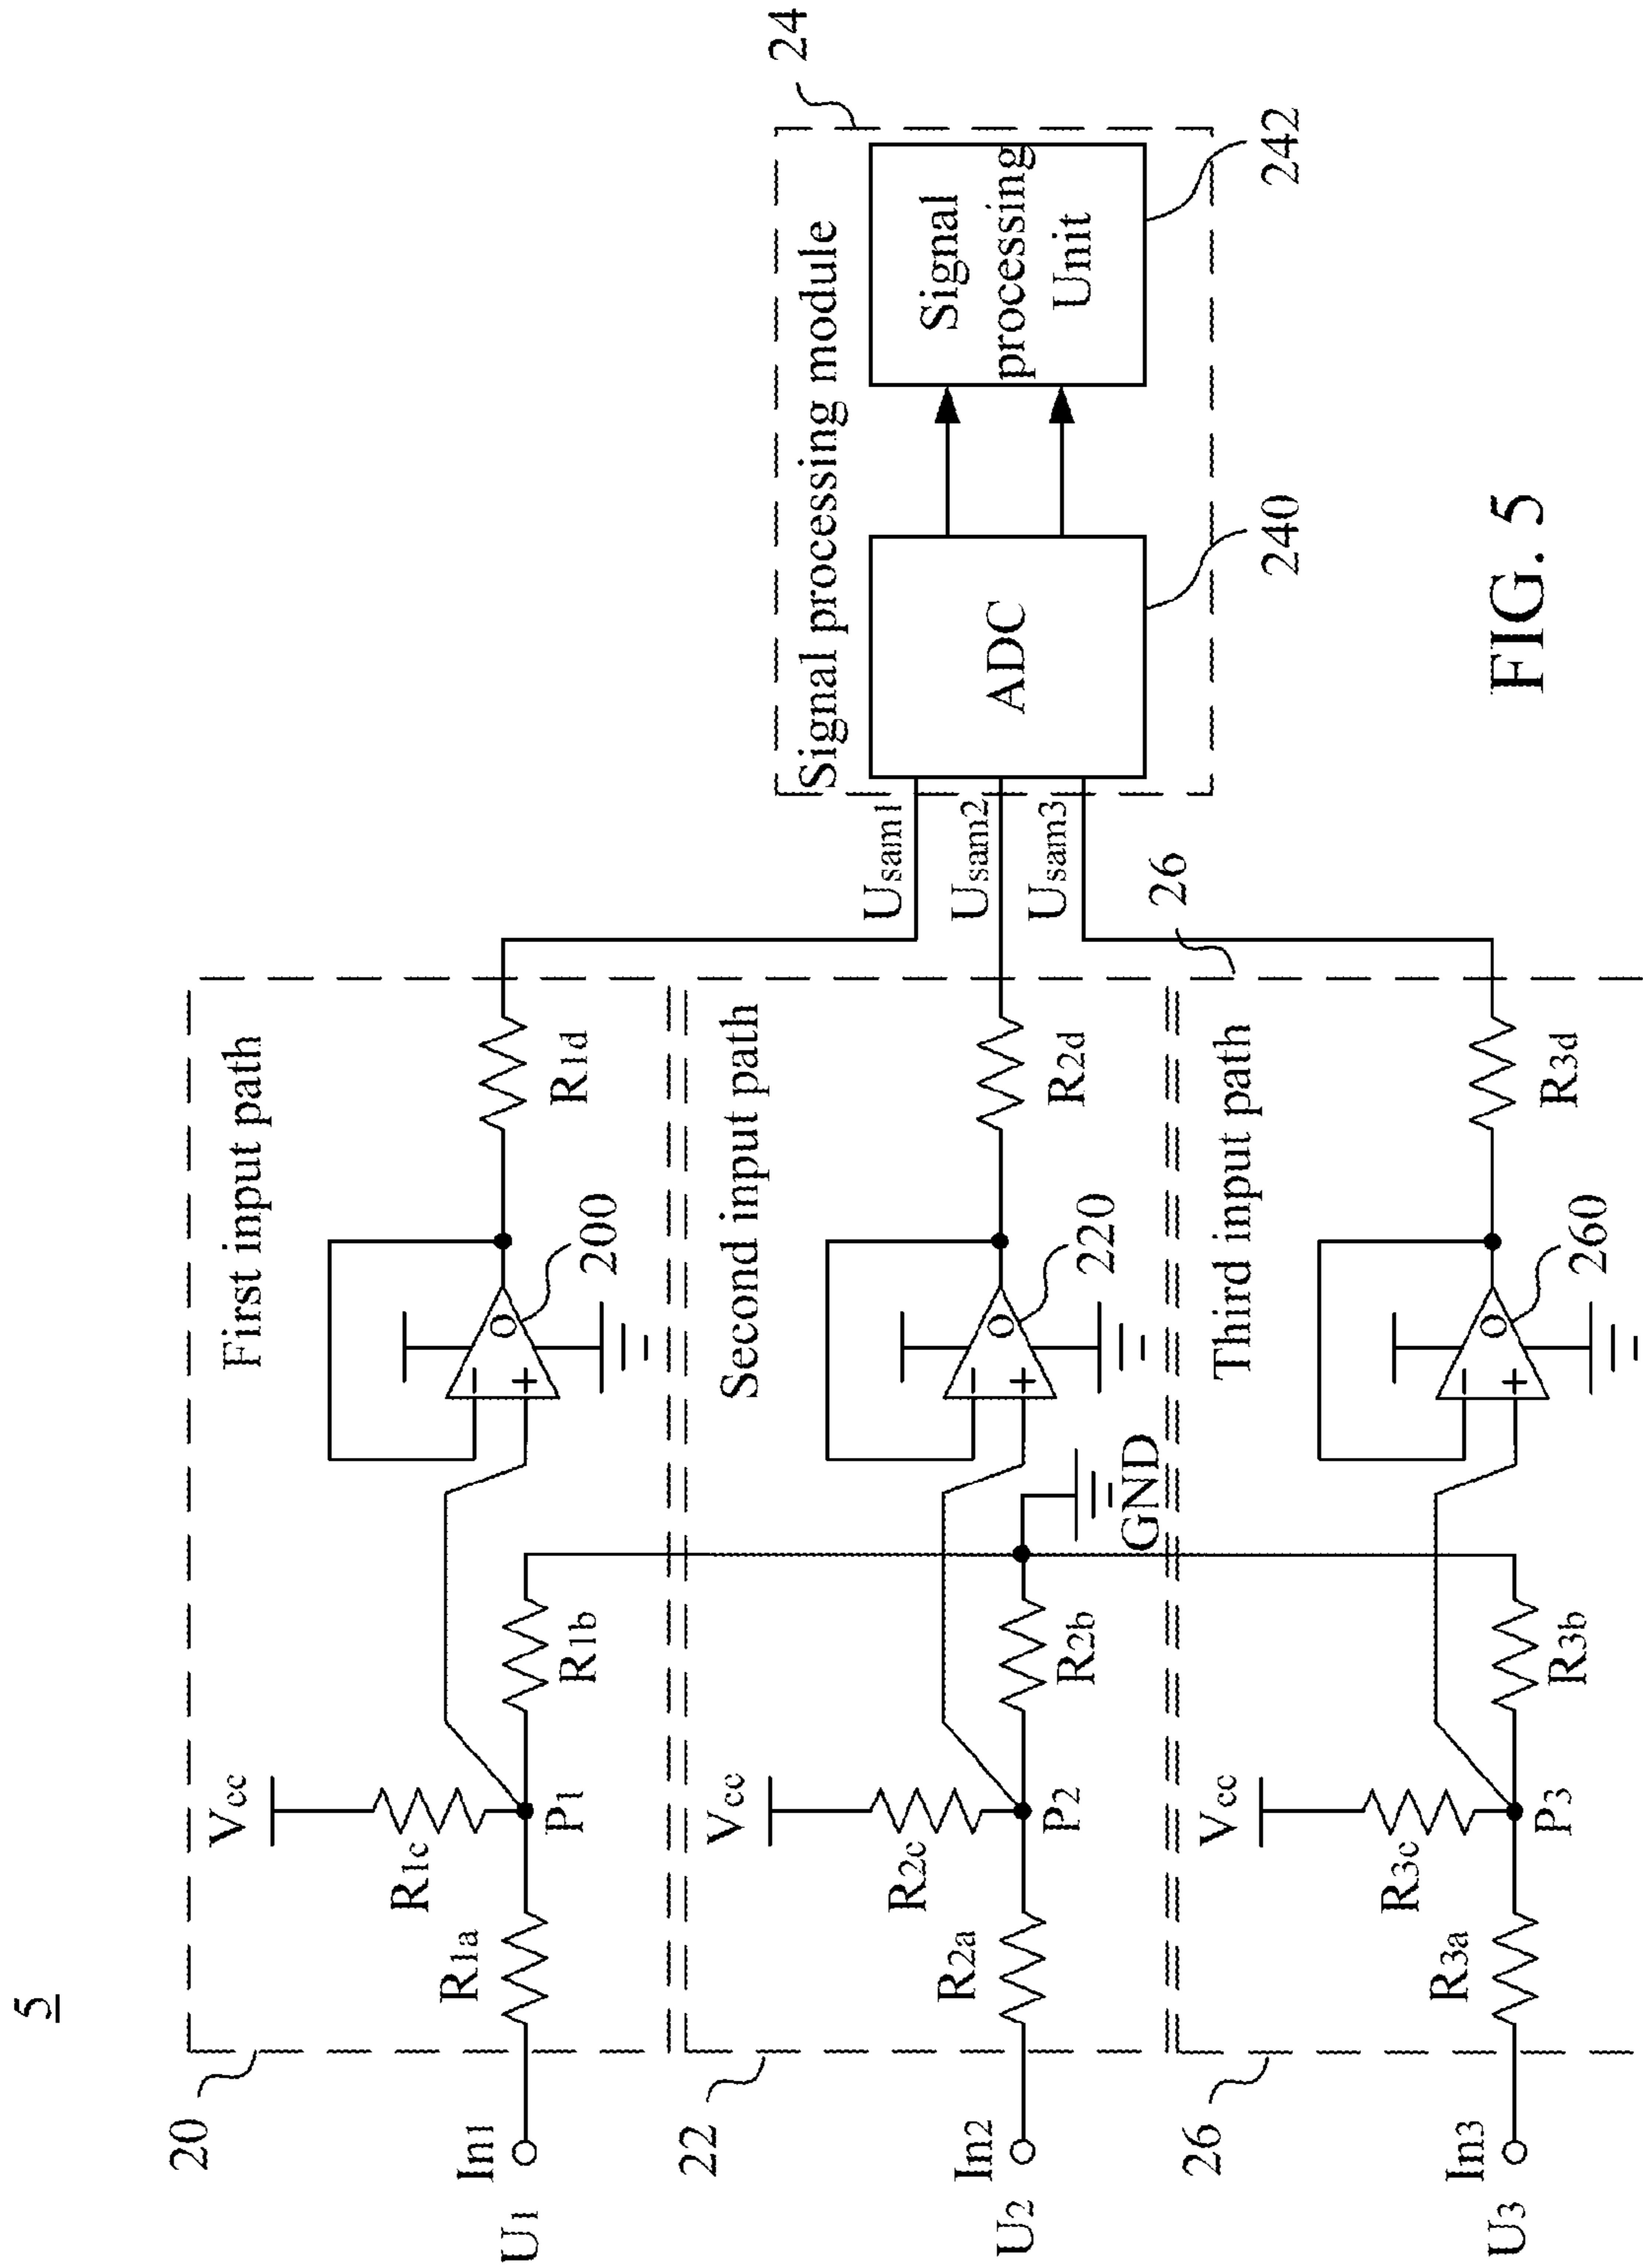 5
20
First input path
Vcc
R1c
R1a
P1
R1b
In1
U1
200
R1d
O
−
+
22
Second input path
Vcc
R2c
R2a
P2
R2b
In2
U2
GND
220
R2d
O
−
+
26
Third input path
26
Vcc
R3c
R3a
P3
R3b
In3
U3
260
R3d
O
−
+
Usam1
Usam2
Usam3
24
Signal processing module
ADC
240
Signal
processing
Unit
242
FIG. 5